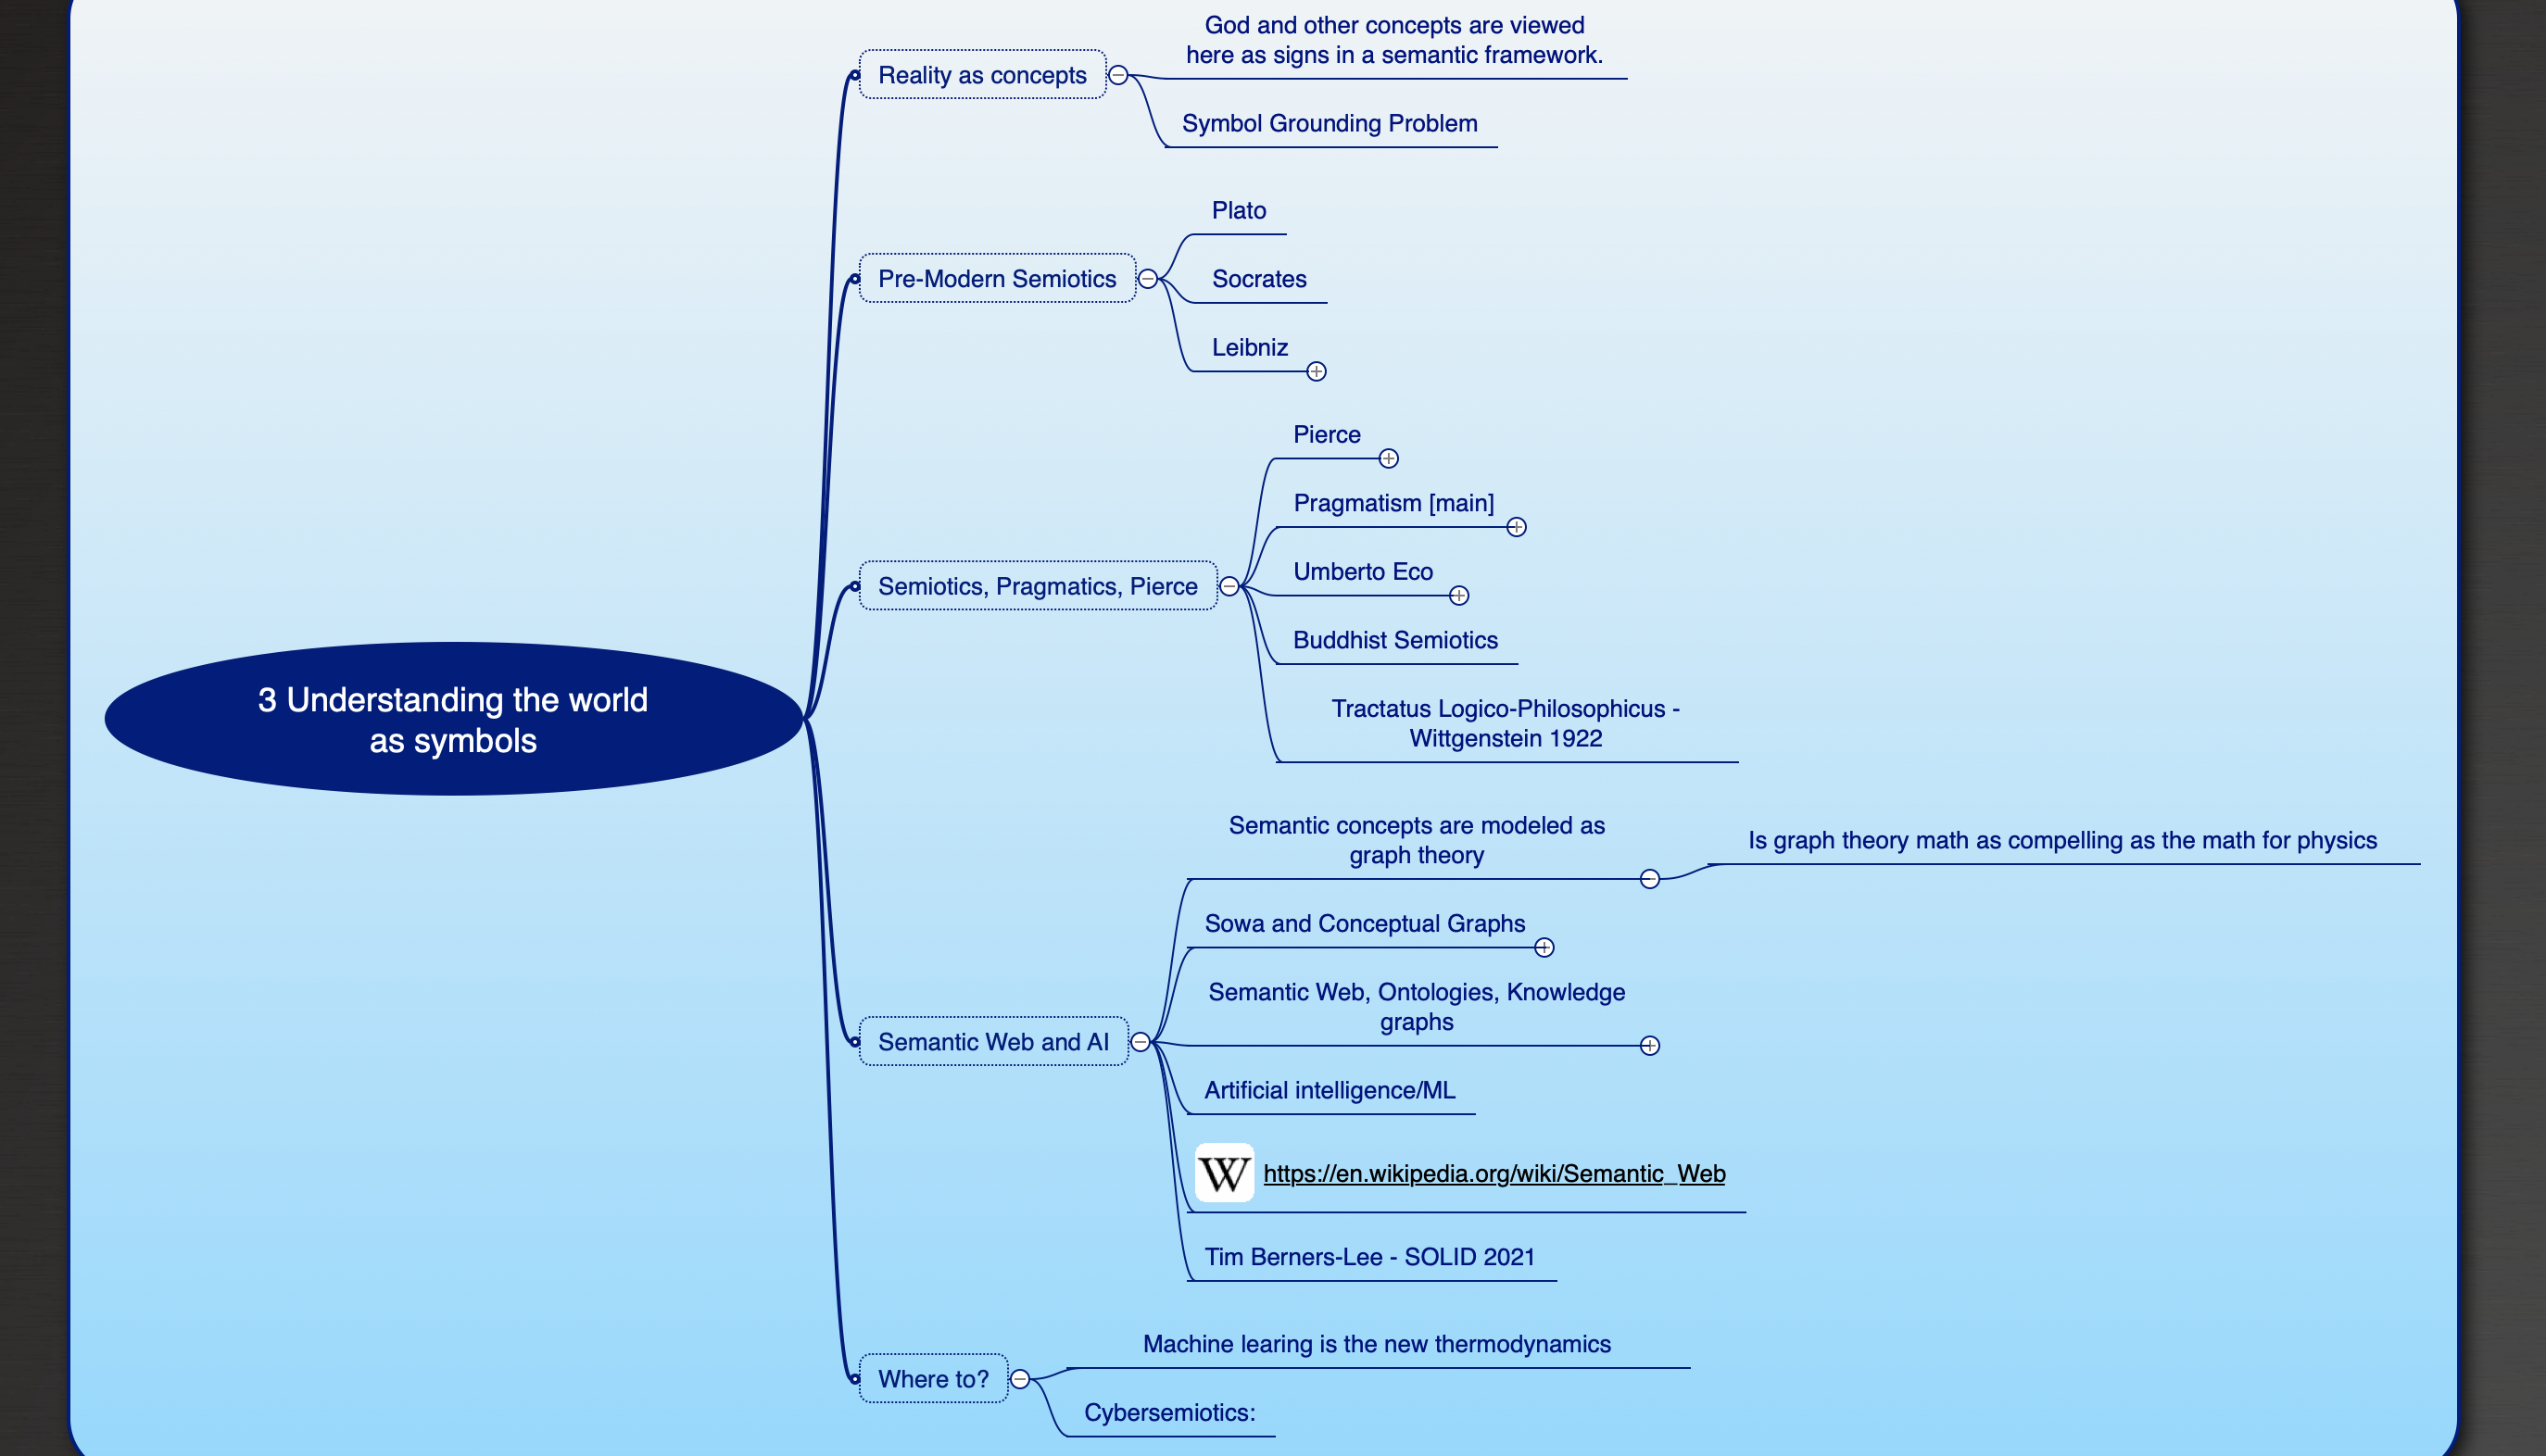 God and other concepts are viewed
here as signs in a semantic framework.
Reality as concepts
Symbol Grounding Problem
Plato
Pre-Modern Semiotics
Socrates
Leibniz
Pierce
Pragmatism [main]
Umberto Eco
Semiotics, Pragmatics, Pierce
Buddhist Semiotics
Tractatus Logico-Philosophicus -
Wittgenstein 1922
3 Understanding the world
as symbols
Semantic concepts are modeled as
graph theory
Is graph theory math as compelling as the math for physics
Sowa and Conceptual Graphs
Semantic Web, Ontologies, Knowledge
graphs
Semantic Web and AI
Artificial intelligence/ML
W
https://en.wikipedia.org/wiki/Semantic_Web
Tim Berners-Lee - SOLID 2021
Machine learing is the new thermodynamics
Where to?
Cybersemiotics: